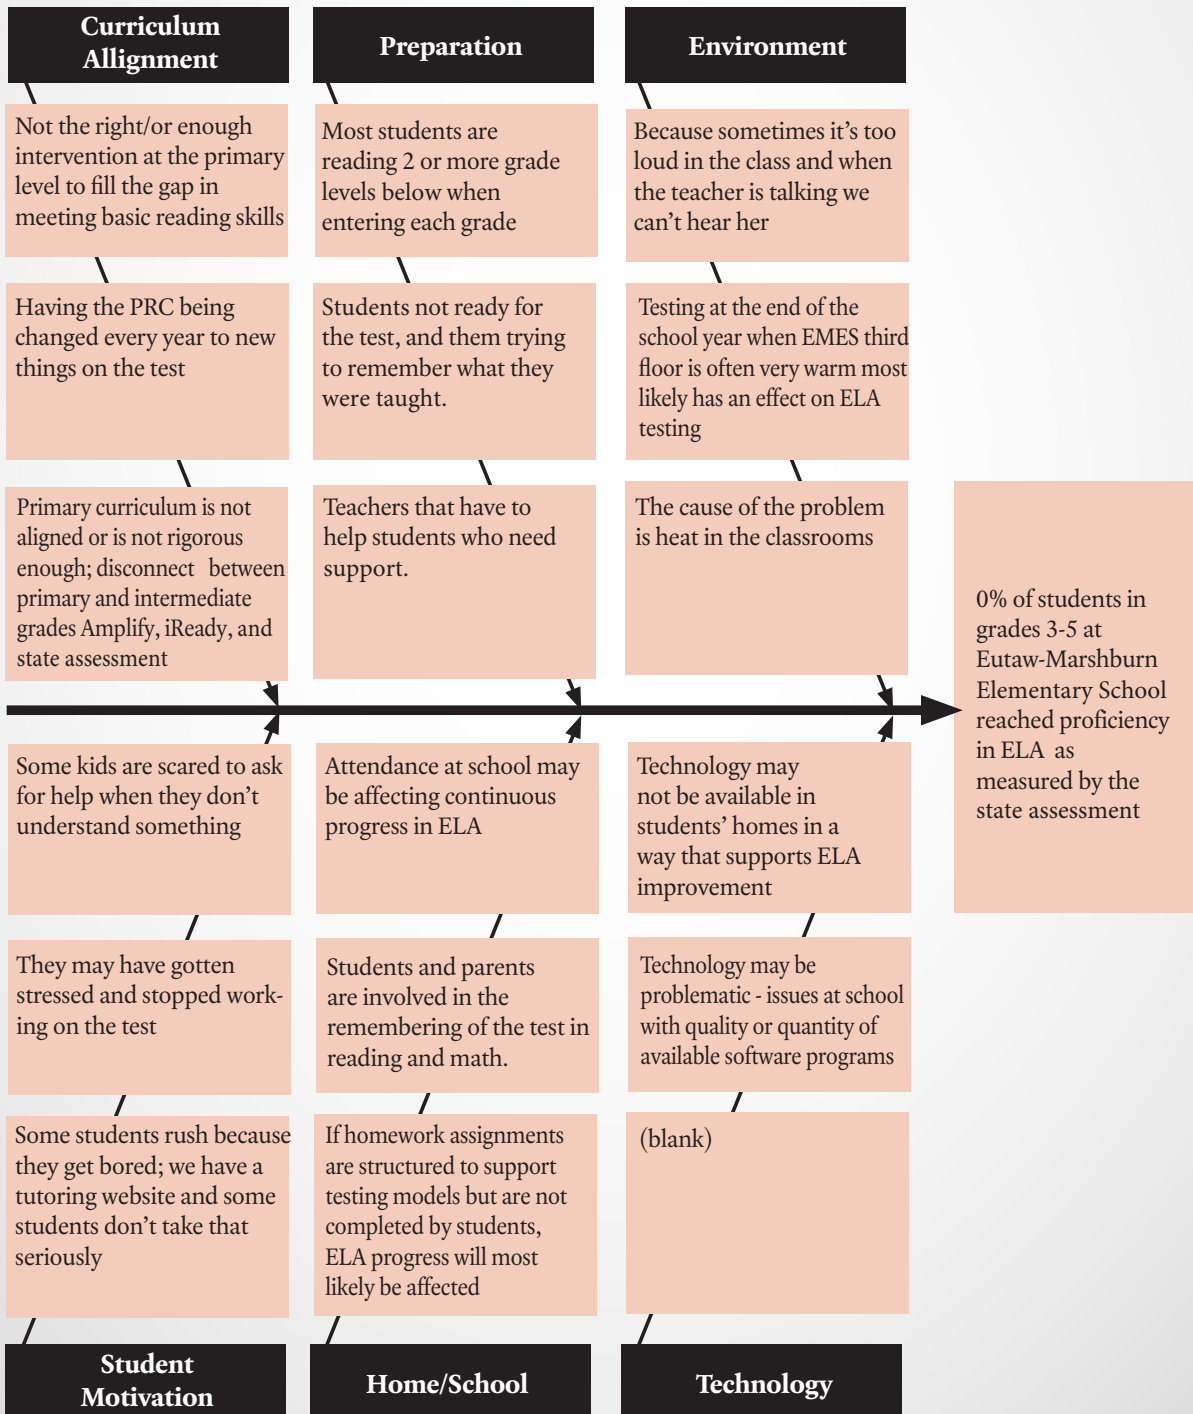 Curriculum
Allignment
Preparation
Environment
Not the right/or enough
intervention at the primary
level to fill the gap in
meeting basic reading skills
Most students are
reading 2 or more grade
levels below when
entering each grade
Because sometimes it's too
loud in the class and when
the teacher is talking we
can't hear her
Having the PRC being
changed every year to new
things on the test
Students not ready for
the test, and them trying
to remember what they
were taught.
Testing at the end of the
school year when EMES third
floor is often very warm most
likely has an effect on ELA
testing
Primary curriculum is not
aligned or is not rigorous
enough; disconnect between
primary and intermediate
grades Amplify, iReady, and
state assessment
Teachers that have to
help students who need
support.
The cause of the problem
is heat in the classrooms
0% of students in
grades 3-5 at
Eutaw-Marshburn
Elementary School
reached proficiency
in ELA as
measured by the
state assessment
Some kids are scared to ask
for help when they don't
understand something
Attendance at school may
be affecting continuous
progress in ELA
Technology may
not be available in
students' homes in a
way that supports ELA
improvement
They may have gotten
stressed and stopped work-
ing on the test
Students and parents
are involved in the
remembering of the test in
reading and math.
Technology may be
problematic - issues at school
with quality or quantity of
available software programs
Some students rush because
they get bored; we have a
tutoring website and some
students don't take that
seriously
If homework assignments
are structured to support
testing models but are not
completed by students,
ELA progress will most
likely be affected
(blank)
Student
Motivation
Home/School
Technology